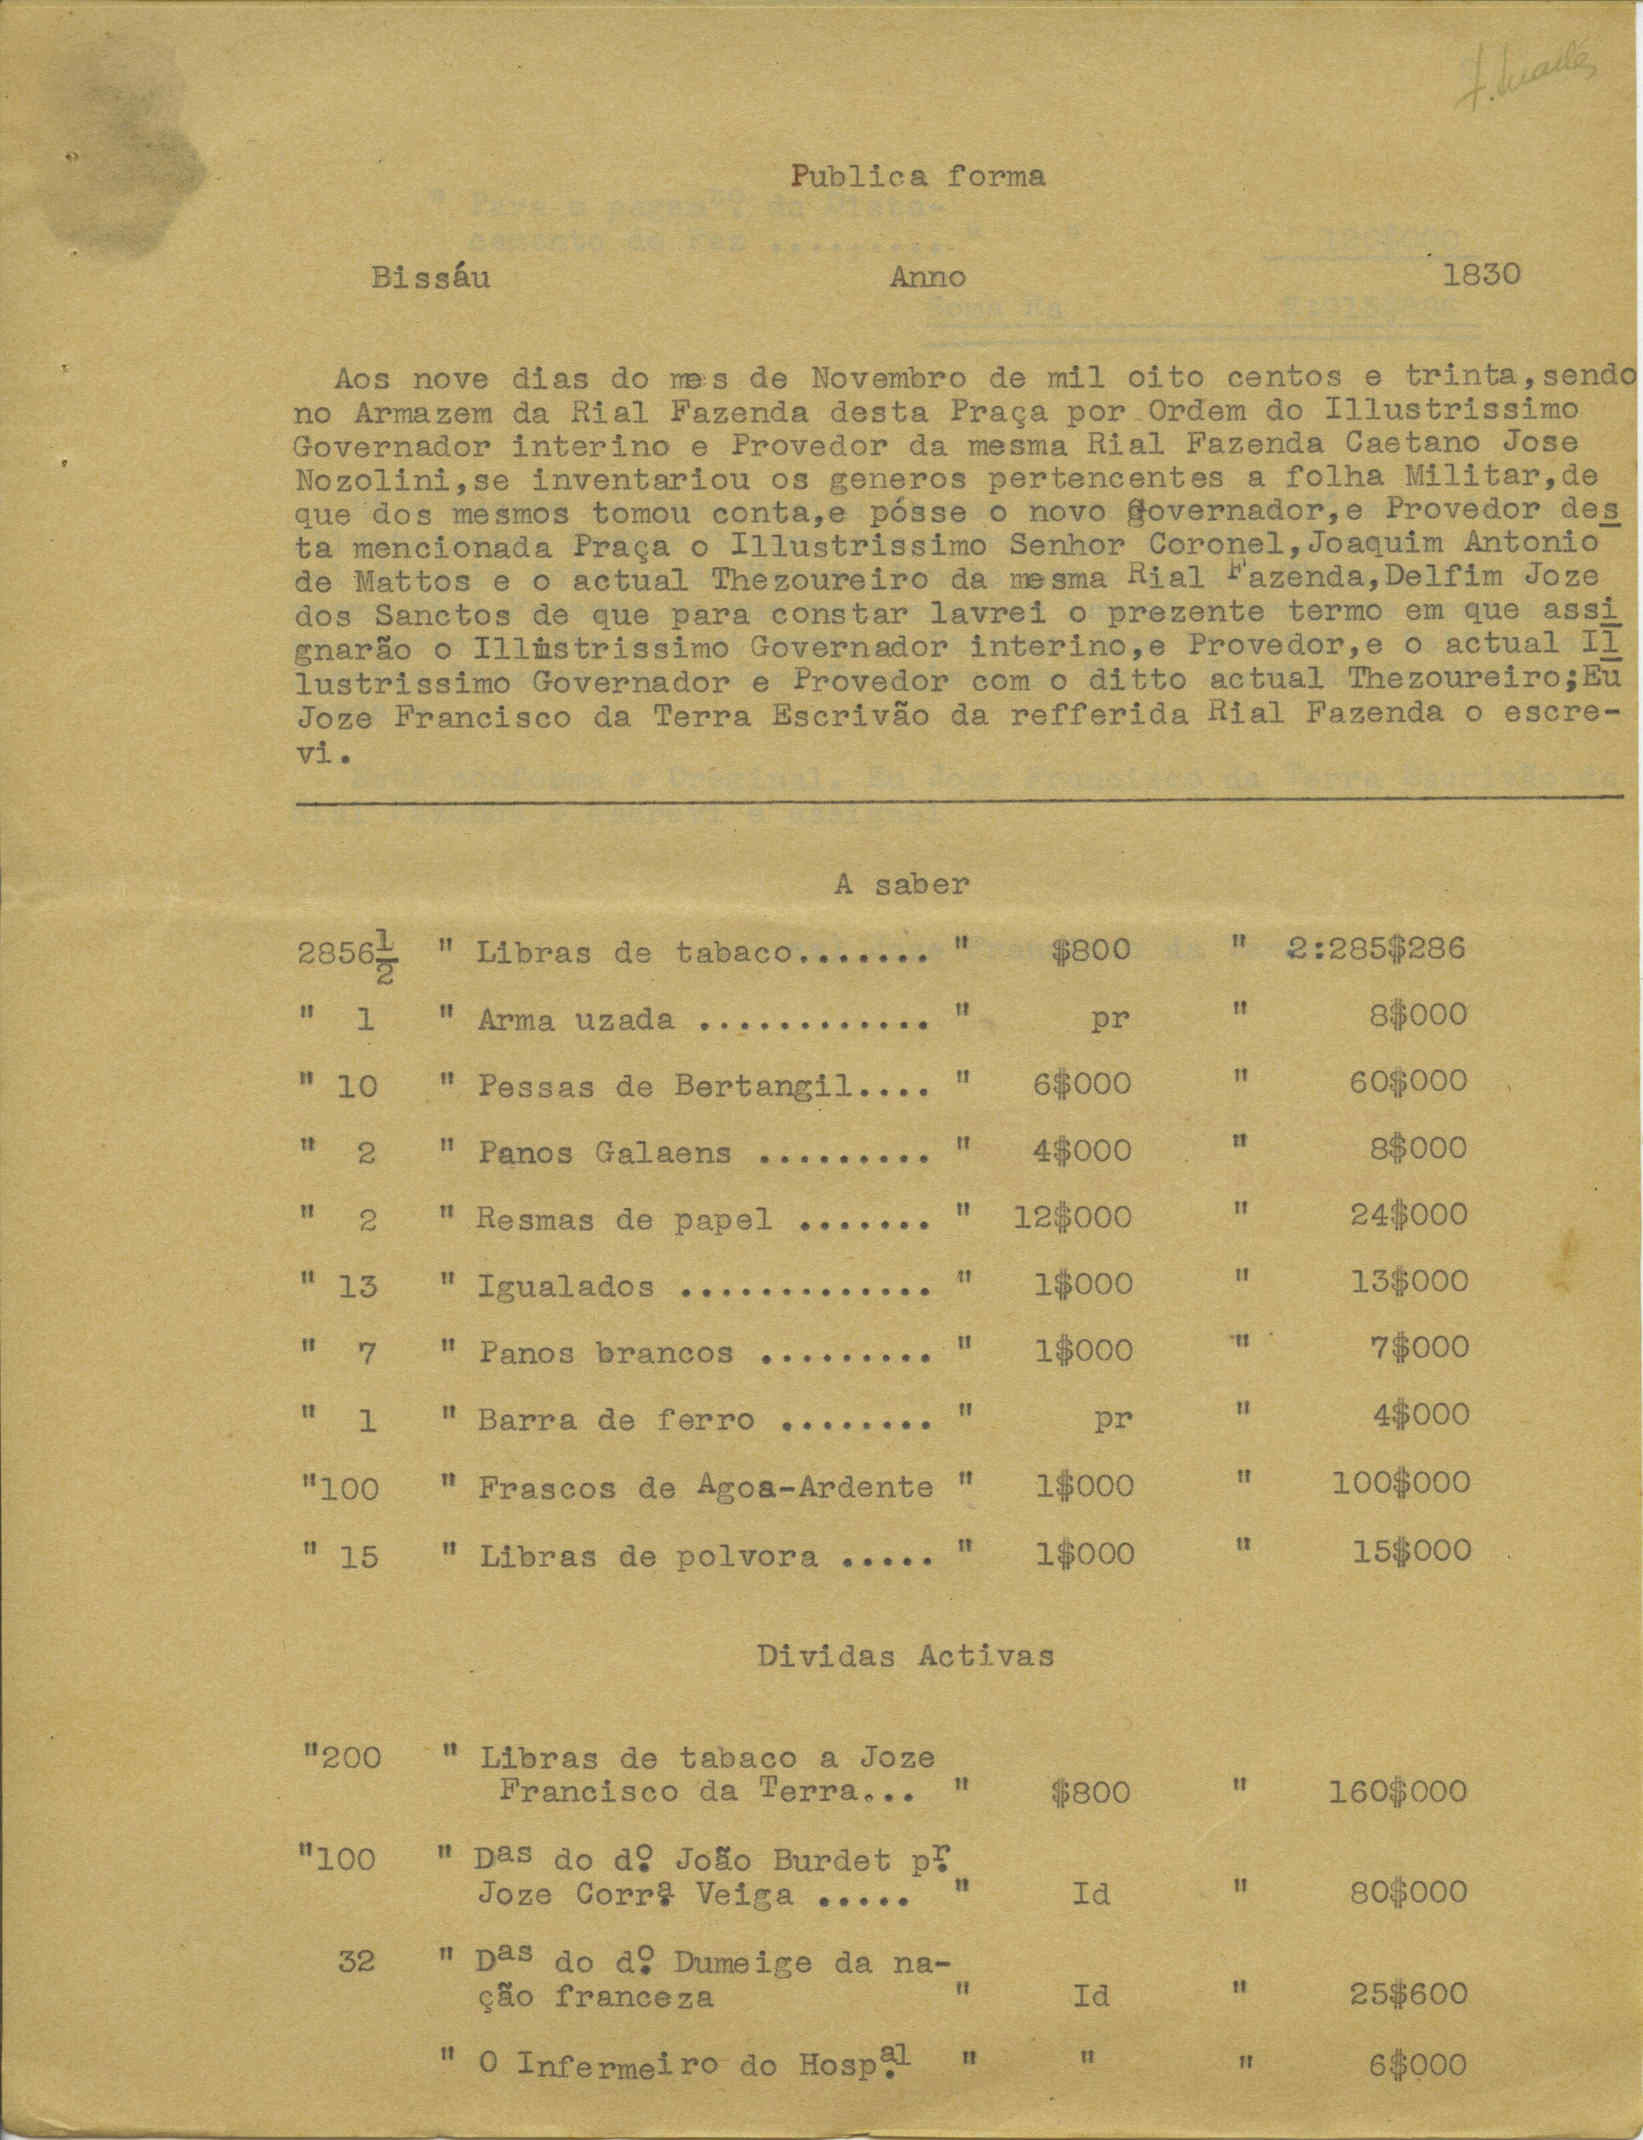 Publica forma
Bissáu Anno 1830
Aos nove dias do mes de Novembro de mil oito centos e trinta,sendo
no Armazem da Rial Fazenda desta Praça por Ordem do Illustrissimo
Governador interino e Provedor da mesma Rial Fazenda Caetano Jose
Nozolini,se inventariou os generos pertencentes a folha Militar,de
que dos mesmos tomou conta,e pósse o novo Governador,e Provedor des
ta mencionada Praça o Illustrissimo Senhor Coronel,Joaquim Antonio
de Mattos e o actual Thezoureiro da mesma Rial Fazenda,Delfim Joze
dos Sanctos de que para constar lavrei o prezente termo em que assi
gnarão o Illustrissimo Governador interino,e Provedor,e o actual Il
lustrissimo Governador e Provedor com o ditto actual Thezoureiro;Eu
Joze Francisco da Terra Escrivão da refferida Rial Fazenda o escre-
vi.
A saber
2856 1/2 " Libras de tabaco....... " $800 " 2:285$286
" 1 " Arma uzada ............ " pr " 8$000
" 10 " Pessas de Bertangil.... " 6$000 " 60$000
" 2 " Panos Galaens ......... " 4$000 " 8$000
" 2 " Resmas de papel ....... " 12$000 " 24$000
" 13 " Igualados ............. " 1$000 " 13$000
" 7 " Panos brancos ......... " 1$000 " 7$000
" 1 " Barra de ferro ........ " pr " 4$000
"100 " Frascos de Agoa-Ardente " 1$000 " 100$000
" 15 " Libras de polvora ..... " 1$000 " 15$000
Dividas Activas
"200 " Libras de tabaco a Joze
Francisco da Terra... " $800 " 160$000
"100 " Das do dº. João Burdet pr.
Joze Corrª. Veiga ..... " Id " 80$000
32 " Das do dº. Dumeige da na-
ção franceza " Id " 25$600
" O Infermeiro do Hospal. " " " 6$000